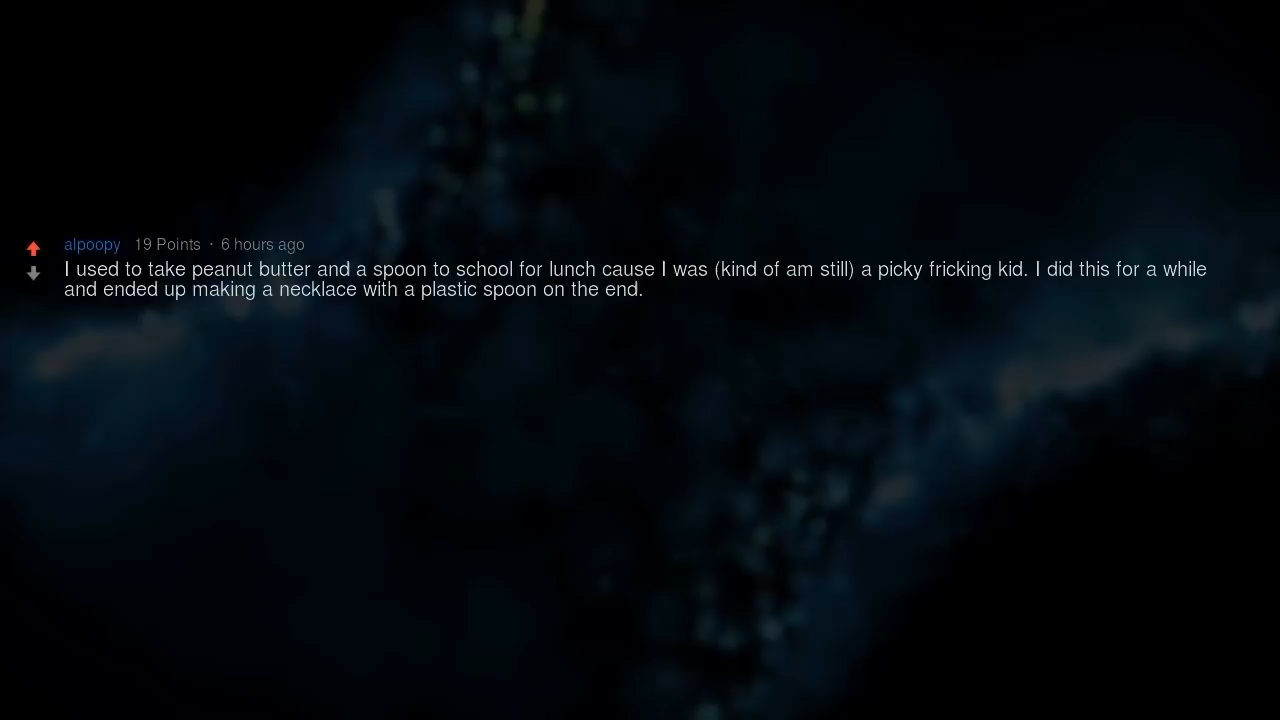 alpoopy 19 Points · 6 hours ago
I used to take peanut butter and a spoon to school for lunch cause I was (kind of am still) a picky fricking kid. I did this for a while
and ended up making a necklace with a plastic spoon on the end.